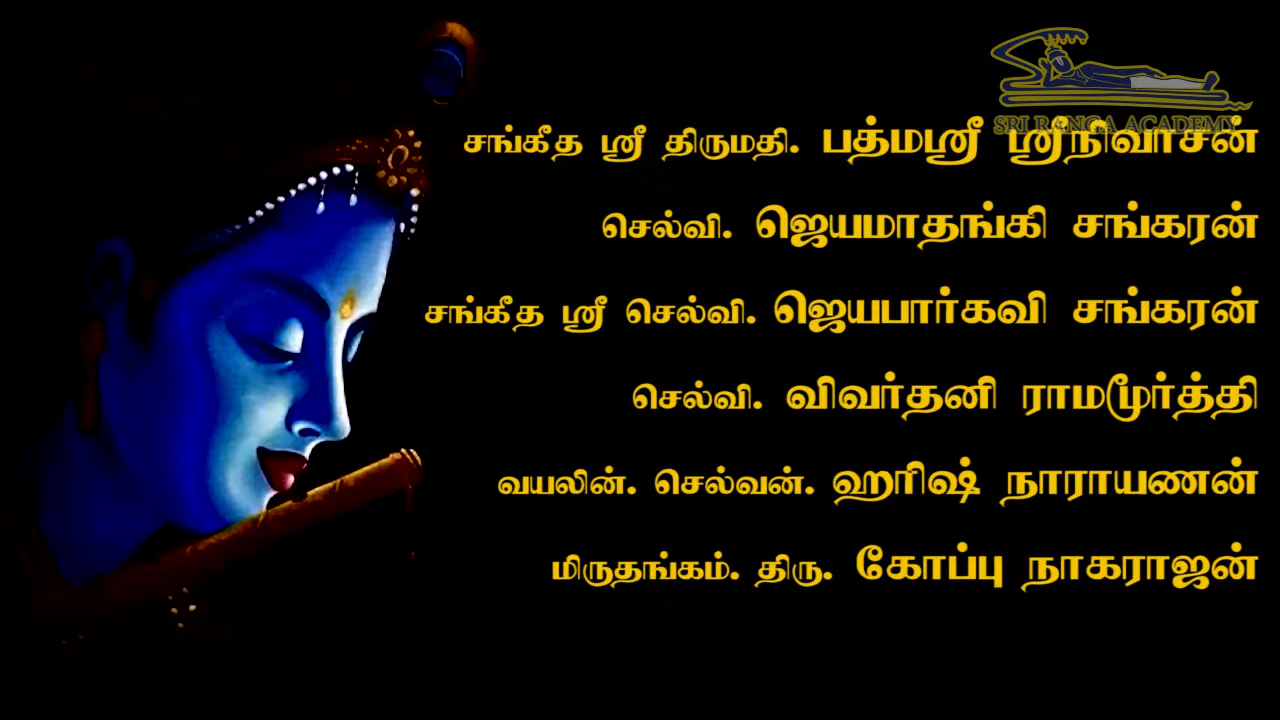 SRI RANGA ACADEMY
சங்கீத ஸ்ரீ திருமதி. பத்மஸ்ரீ ஸ்ரீநிவாசன்
செல்வி. ஜெயமாதங்கி சங்கரன்
சங்கீத ஸ்ரீ செல்வி. ஜெயபார்கவி சங்கரன்
செல்வி. விவர்தனி ராமமூர்த்தி
வயலின். செல்வன். ஹரிஷ் நாராயணன்
மிருதங்கம். திரு. கோப்பு நாகராஜன்